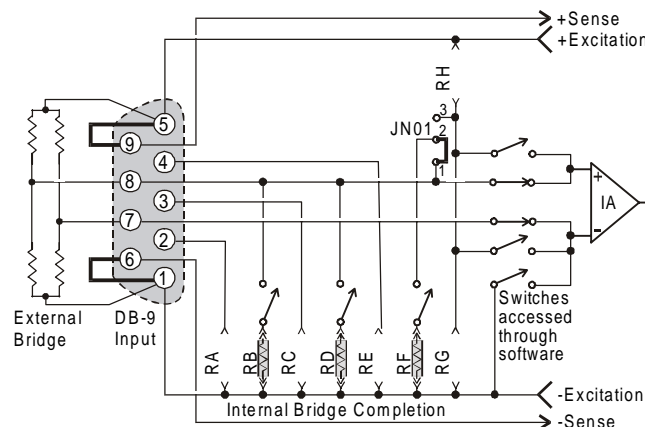 +Sense
+Excitation
RH
3
JN01
2
1
5
9
4
8
3
7
2
6
1
+
IA
-
External
Bridge
DB-9
Input
RA
RB
RC
RD
RE
RF
RG
Switches
accessed
through
software
Internal Bridge Completion
-Excitation
-Sense